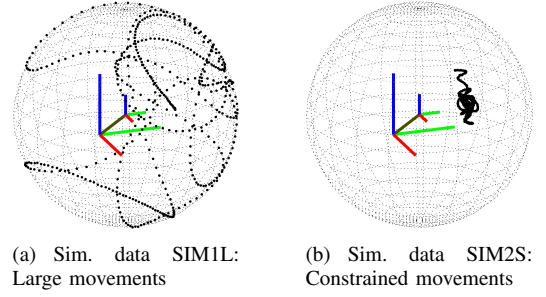 (a) Sim. data SIM1L:
Large movements
(b) Sim. data SIM2S:
Constrained movements